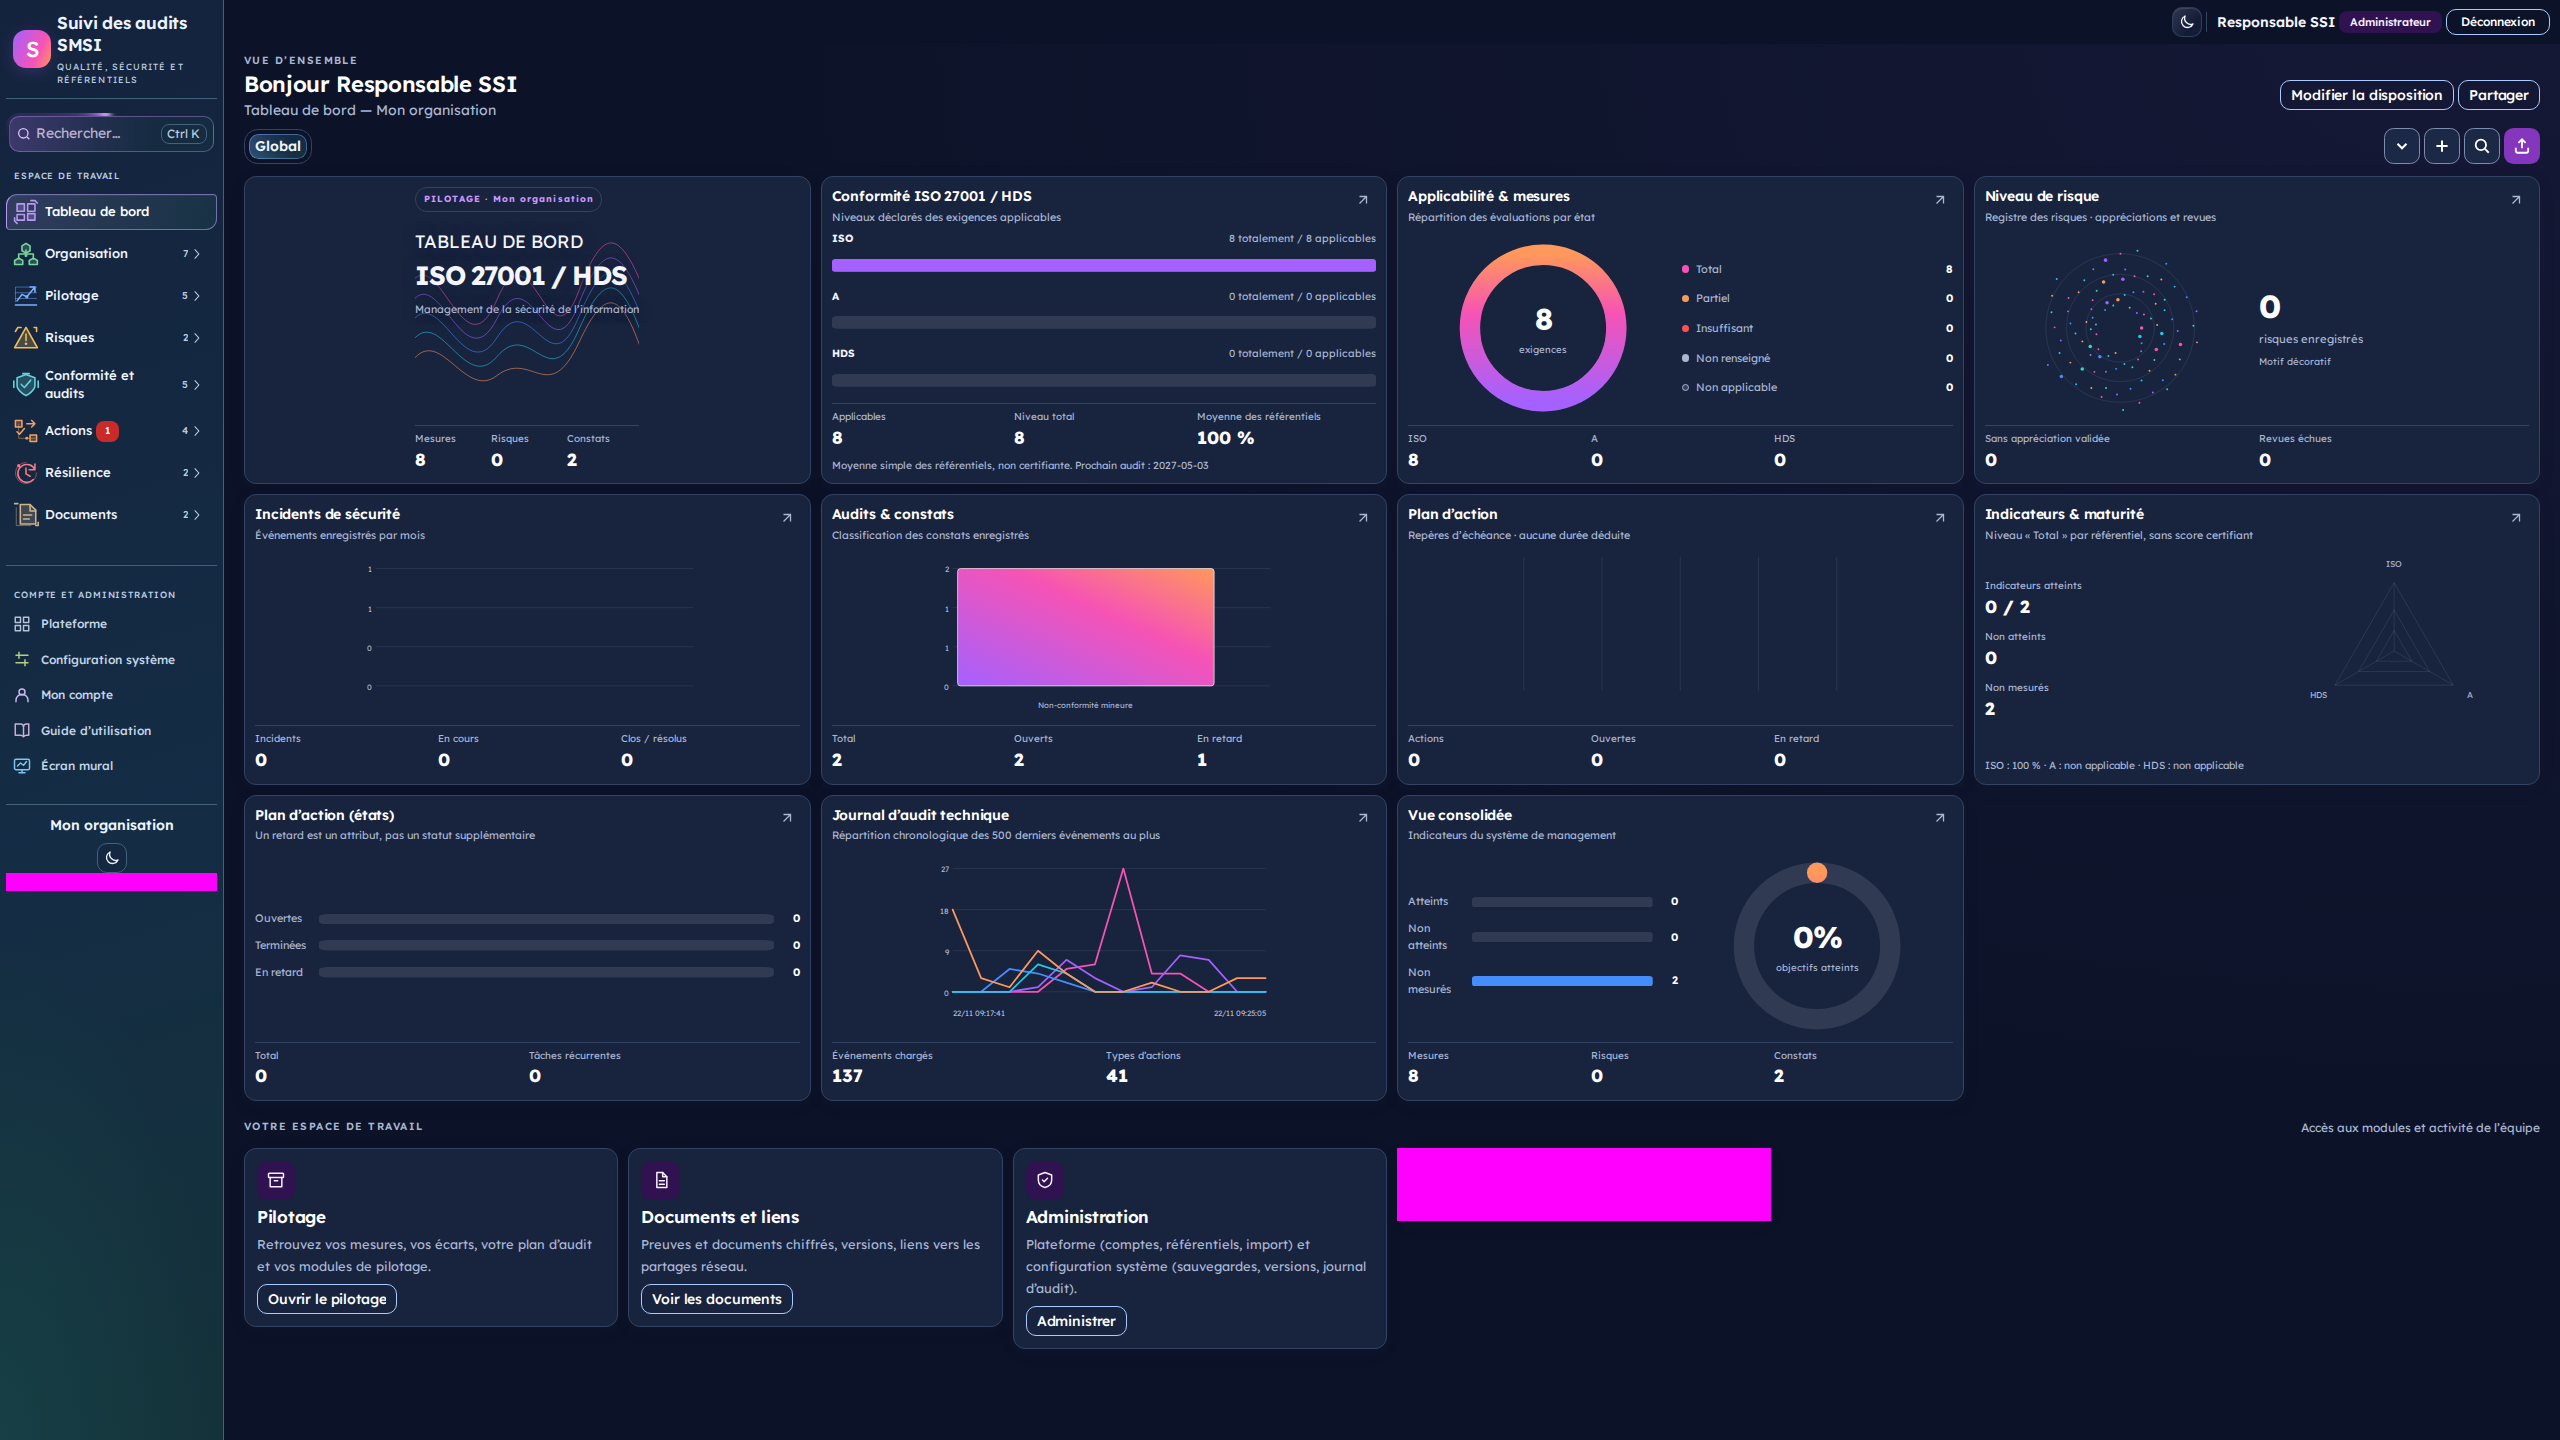 Suivi des audits
SMSI
QUALITÉ, SÉCURITÉ ET
RÉFÉRENTIELS
Rechercher…
Ctrl K
ESPACE DE TRAVAIL
Tableau de bord
Organisation
7
Pilotage
5
Risques
2
Conformité et
audits
5
Actions
1
4
Résilience
2
Documents
2
COMPTE ET ADMINISTRATION
Plateforme
Configuration système
Mon compte
Guide d’utilisation
Écran mural
Mon organisation
Responsable SSI
Administrateur
Déconnexion
VUE D’ENSEMBLE
Bonjour Responsable SSI
Tableau de bord — Mon organisation
Modifier la disposition
Partager
Global
PILOTAGE · Mon organisation
TABLEAU DE BORD
ISO 27001 / HDS
Management de la sécurité de l’information
Mesures
Risques
Constats
8
0
2
Conformité ISO 27001 / HDS
Niveaux déclarés des exigences applicables
ISO
8 totalement / 8 applicables
A
0 totalement / 0 applicables
HDS
0 totalement / 0 applicables
Applicables
Niveau total
Moyenne des référentiels
8
8
100 %
Moyenne simple des référentiels, non certifiante. Prochain audit : 2027-05-03
Applicabilité & mesures
Répartition des évaluations par état
8
exigences
Total
8
Partiel
0
Insuffisant
0
Non renseigné
0
Non applicable
0
ISO
A
HDS
8
0
0
Niveau de risque
Registre des risques · appréciations et revues
0
risques enregistrés
Motif décoratif
Sans appréciation validée
Revues échues
0
0
Incidents de sécurité
Événements enregistrés par mois
1
1
0
0
Incidents
En cours
Clos / résolus
0
0
0
Audits & constats
Classification des constats enregistrés
2
1
1
0
Non-conformité mineure
Total
Ouverts
En retard
2
2
1
Plan d’action
Repères d’échéance · aucune durée déduite
Actions
Ouvertes
En retard
0
0
0
Indicateurs & maturité
Niveau « Total » par référentiel, sans score certifiant
Indicateurs atteints
0 / 2
Non atteints
0
Non mesurés
2
ISO
HDS
A
ISO : 100 % · A : non applicable · HDS : non applicable
Plan d’action (états)
Un retard est un attribut, pas un statut supplémentaire
Ouvertes
0
Terminées
0
En retard
0
Total
Tâches récurrentes
0
0
Journal d’audit technique
Répartition chronologique des 500 derniers événements au plus
27
18
9
0
22/11 09:17:41
22/11 09:25:05
Événements chargés
Types d’actions
137
41
Vue consolidée
Indicateurs du système de management
Atteints
0
Non
atteints
0
Non
mesurés
2
0%
objectifs atteints
Mesures
Risques
Constats
8
0
2
VOTRE ESPACE DE TRAVAIL
Accès aux modules et activité de l’équipe
Pilotage
Retrouvez vos mesures, vos écarts, votre plan d’audit
et vos modules de pilotage.
Ouvrir le pilotage
Documents et liens
Preuves et documents chiffrés, versions, liens vers les
partages réseau.
Voir les documents
Administration
Plateforme (comptes, référentiels, import) et
configuration système (sauvegardes, versions, journal
d’audit).
Administrer